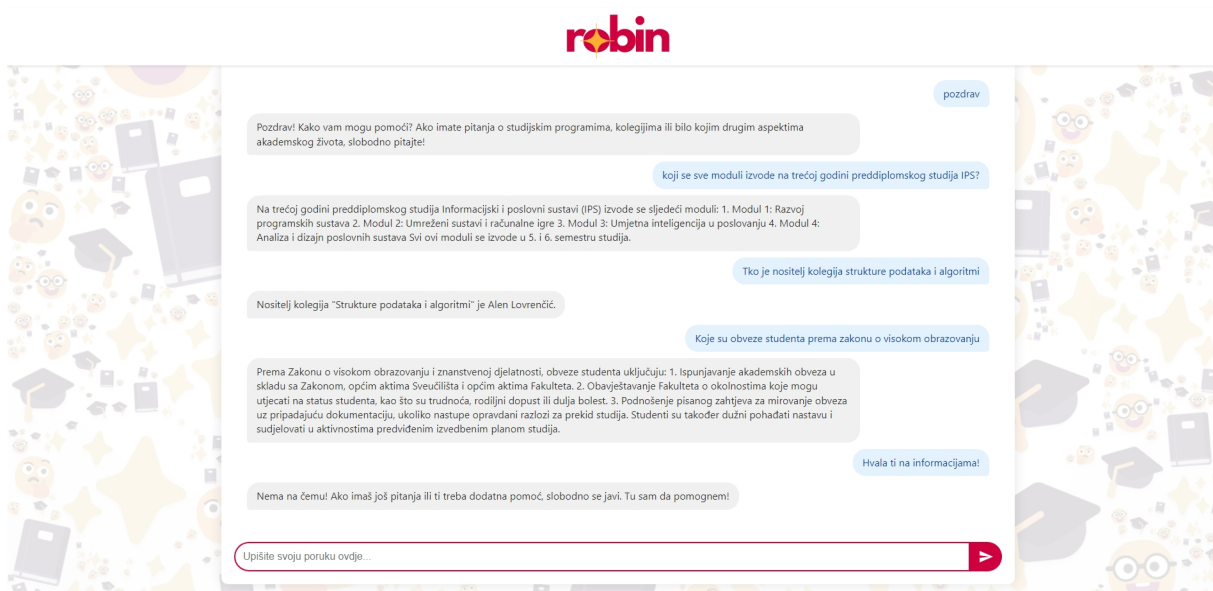 robin
pozdrav
Pozdrav! Kako vam mogu pomoći? Ako imate pitanja o studijskim programima, kolegijima ili bilo kojim drugim aspektima
akademskog života, slobodno pitajte!
koji se sve moduli izvode na trećoj godini preddiplomskog studija IPS?
Na trećoj godini preddiplomskog studija Informacijski i poslovni sustavi (IPS) izvode se sljedeći moduli: 1. Modul 1: Razvoj
programskih sustava 2. Modul 2: Umreženi sustavi i računalne igre 3. Modul 3: Umjetna inteligencija u poslovanju 4. Modul 4:
Analiza i dizajn poslovnih sustava Svi ovi moduli se izvode u 5. i 6. semestru studija.
Tko je nositelj kolegija strukture podataka i algoritmi
Nositelj kolegija "Strukture podataka i algoritmi" je Alen Lovrenčić.
Koje su obveze studenta prema zakonu o visokom obrazovanju
Prema Zakonu o visokom obrazovanju i znanstvenoj djelatnosti, obveze studenta uključuju: 1. Ispunjavanje akademskih obveza u
skladu sa Zakonom, općim aktima Sveučilišta i općim aktima Fakulteta. 2. Obavještavanje Fakulteta o okolnostima koje mogu
utjecati na status studenta, kao što su trudnoća, rodiljni dopust ili dulja bolest. 3. Podnošenje pisanog zahtjeva za mirovanje obveza
uz pripadajuću dokumentaciju, ukoliko nastupe opravdani razlozi za prekid studija. Studenti su također dužni pohađati nastavu i
sudjelovati u aktivnostima predviđenim izvedbenim planom studija.
Hvala ti na informacijama!
Nema na čemu! Ako imaš još pitanja ili ti treba dodatna pomoć, slobodno se javi. Tu sam da pomognem!
Upišite svoju poruku ovdje...